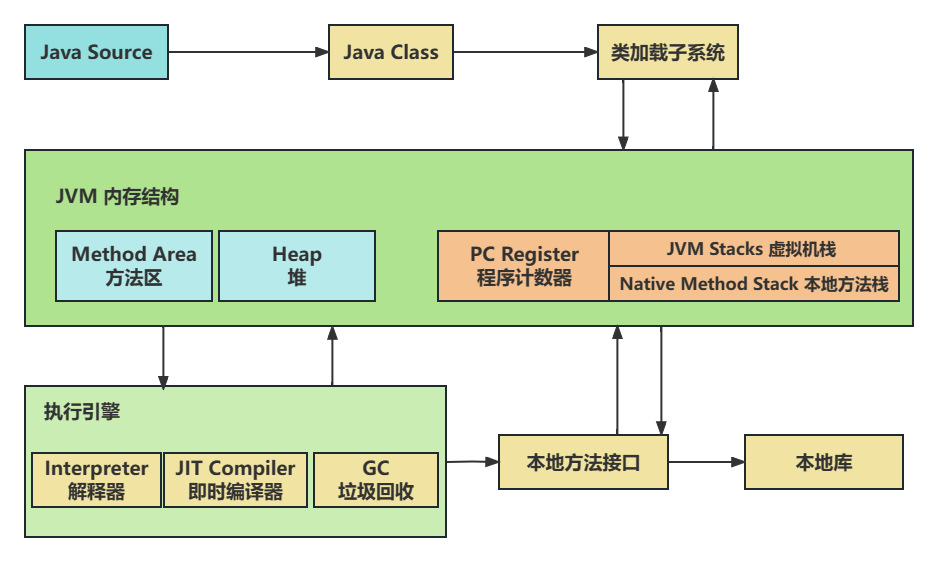 Java Source
Java Class
类加载子系统
JVM 内存结构
Method Area
方法区
Heap
堆
PC Register
程序计数器
JVM Stacks 虚拟机栈
Native Method Stack 本地方法栈
执行引擎
Interpreter
解释器
JIT Compiler
即时编译器
GC
垃圾回收
本地方法接口
本地库